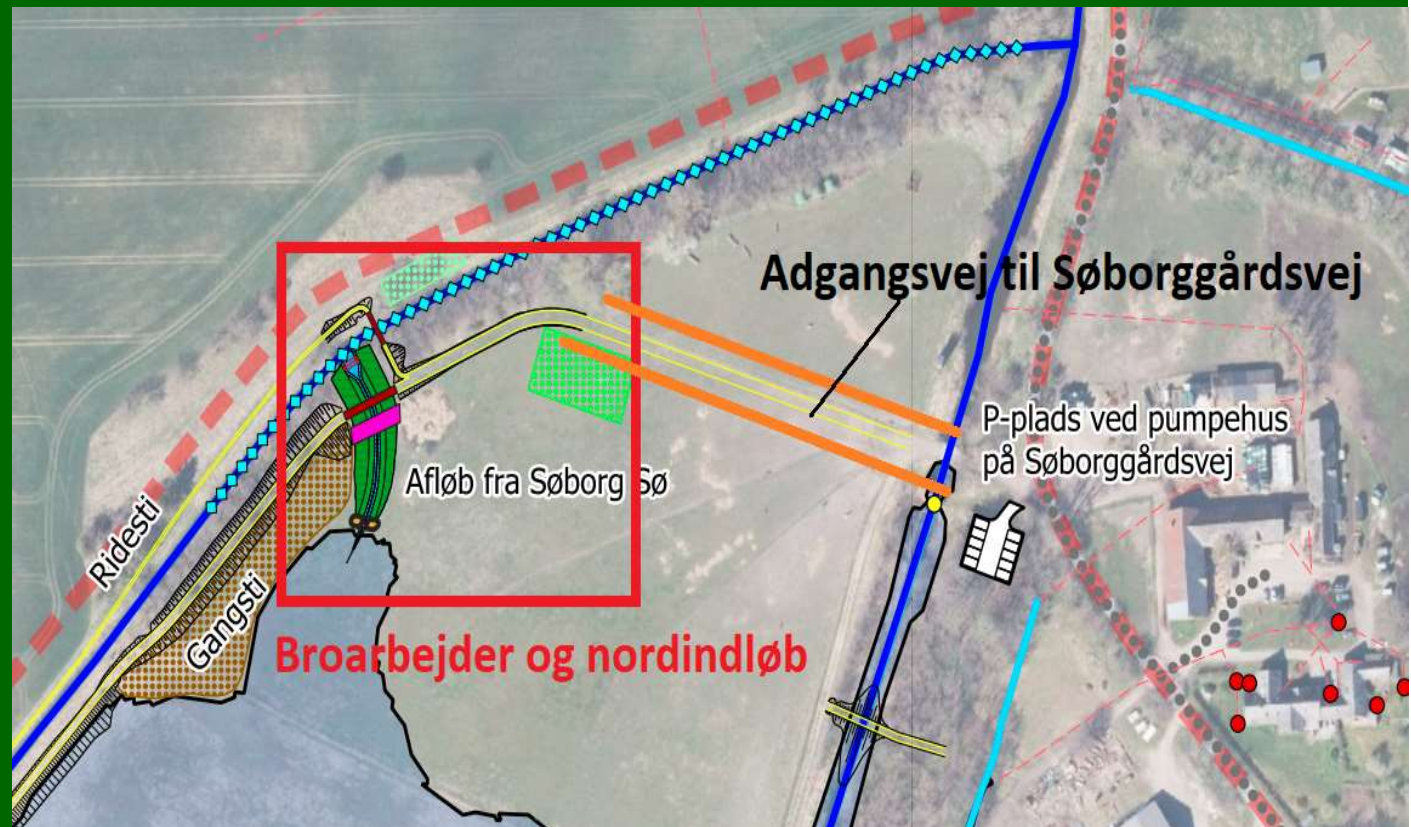 Adgangsvej til Søborggårdsvej
P-plads ved pumpehus
på Søborggårdsvej
Afløb fra Søborg Sø
Ridesti
Gangsti
Broarbejder og nordindløb